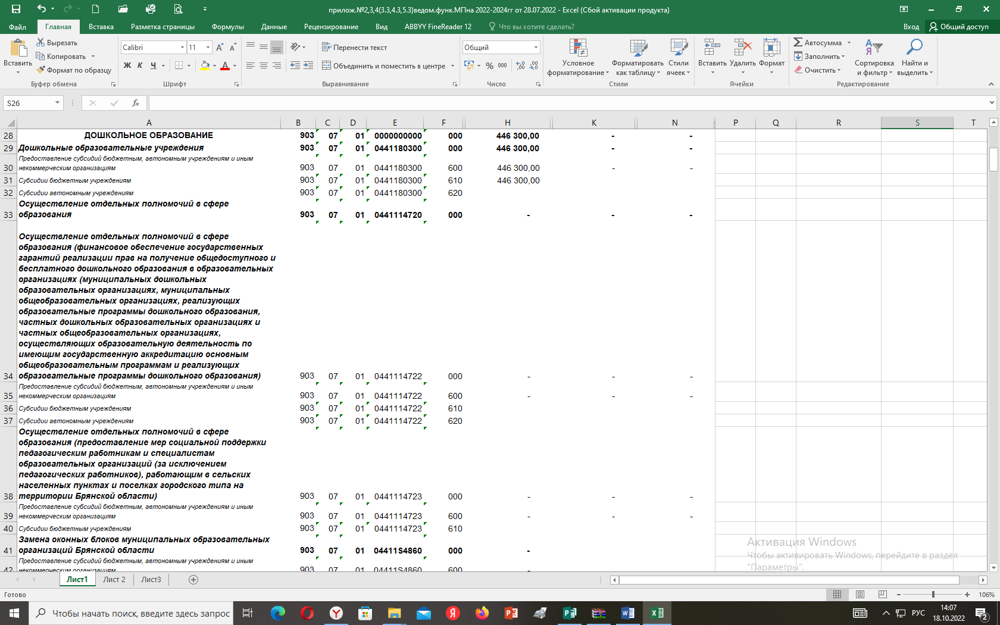 прилож.№2,3,4(3.3,4.3,5.3)ведом.функ.МПна 2022-2024гг от 28.07.2022 - Excel (Сбой активации продукта)
Файл Главная Вставка Разметка страницы Формулы Данные Рецензирование Вид ABBYY FineReader 12 Что вы хотите сделать? Вход Общий доступ
Вставить
Вырезать
Копировать
Формат по образцу
Буфер обмена
Calibri 11
Ж К Ч
Шрифт
Перенести текст
Объединить и поместить в центре
Выравнивание
Общий
% 000
Число
Условное форматирование
Форматировать как таблицу
Стили ячеек
Стили
Вставить Удалить Формат
Ячейки
Автосумма
Заполнить
Очистить
Сортировка и фильтр
Найти и выделить
Редактирование
S26 fx
A B C D E F H K N P Q R S T
28 ДОШКОЛЬНОЕ ОБРАЗОВАНИЕ 903 07 01 0000000000 000 446 300,00 - -
29 Дошкольные образовательные учреждения 903 07 01 0441180300 000 446 300,00 - -
Предоставление субсидий бюджетным, автономным учреждениям и иным
30 некоммерческим организациям 903 07 01 0441180300 600 446 300,00 - -
31 Субсидии бюджетным учреждениям 903 07 01 0441180300 610 446 300,00
32 Субсидии автономным учреждениям 903 07 01 0441180300 620
Осуществление отдельных полномочий в сфере
33 образования 903 07 01 0441114720 000 - - -
Осуществление отдельных полномочий в сфере
образования (финансовое обеспечение государственных
гарантий реализации прав на получение общедоступного и
бесплатного дошкольного образования в образовательных
организациях (муниципальных дошкольных
образовательных организациях, муниципальных
общеобразовательных организациях, реализующих
образовательные программы дошкольного образования,
частных дошкольных образовательных организациях и
частных общеобразовательных организациях,
осуществляющих образовательную деятельность по
имеющим государственную аккредитацию основным
общеобразовательным программам и реализующих
34 образовательные программы дошкольного образования) 903 07 01 0441114722 000 - - -
Предоставление субсидий бюджетным, автономным учреждениям и иным
35 некоммерческим организациям 903 07 01 0441114722 600 - - -
36 Субсидии бюджетным учреждениям 903 07 01 0441114722 610
37 Субсидии автономным учреждениям 903 07 01 0441114722 620
Осуществление отдельных полномочий в сфере
образования (предоставление мер социальной поддержки
педагогическим работникам и специалистам
образовательных организаций (за исключением
педагогических работников), работающим в сельских
населенных пунктах и поселках городского типа на
38 территории Брянской области) 903 07 01 0441114723 000 - - -
Предоставление субсидий бюджетным, автономным учреждениям и иным
39 некоммерческим организациям 903 07 01 0441114723 600 - - -
40 Субсидии бюджетным учреждениям 903 07 01 0441114723 610
Замена оконных блоков муниципальных образовательных
41 организаций Брянской области 903 07 01 04411S4860 000 -
Предоставление субсидий бюджетным, автономным учреждениям и иным
42 некоммерческим организациям 903 07 01 04411S4860 600 -
Активация Windows
Чтобы активировать Windows, перейдите в раздел
"Параметры".
Лист1 Лист 2 Лист3
Готово 106%
Чтобы начать поиск, введите здесь запрос
РУС 14:07
18.10.2022 2